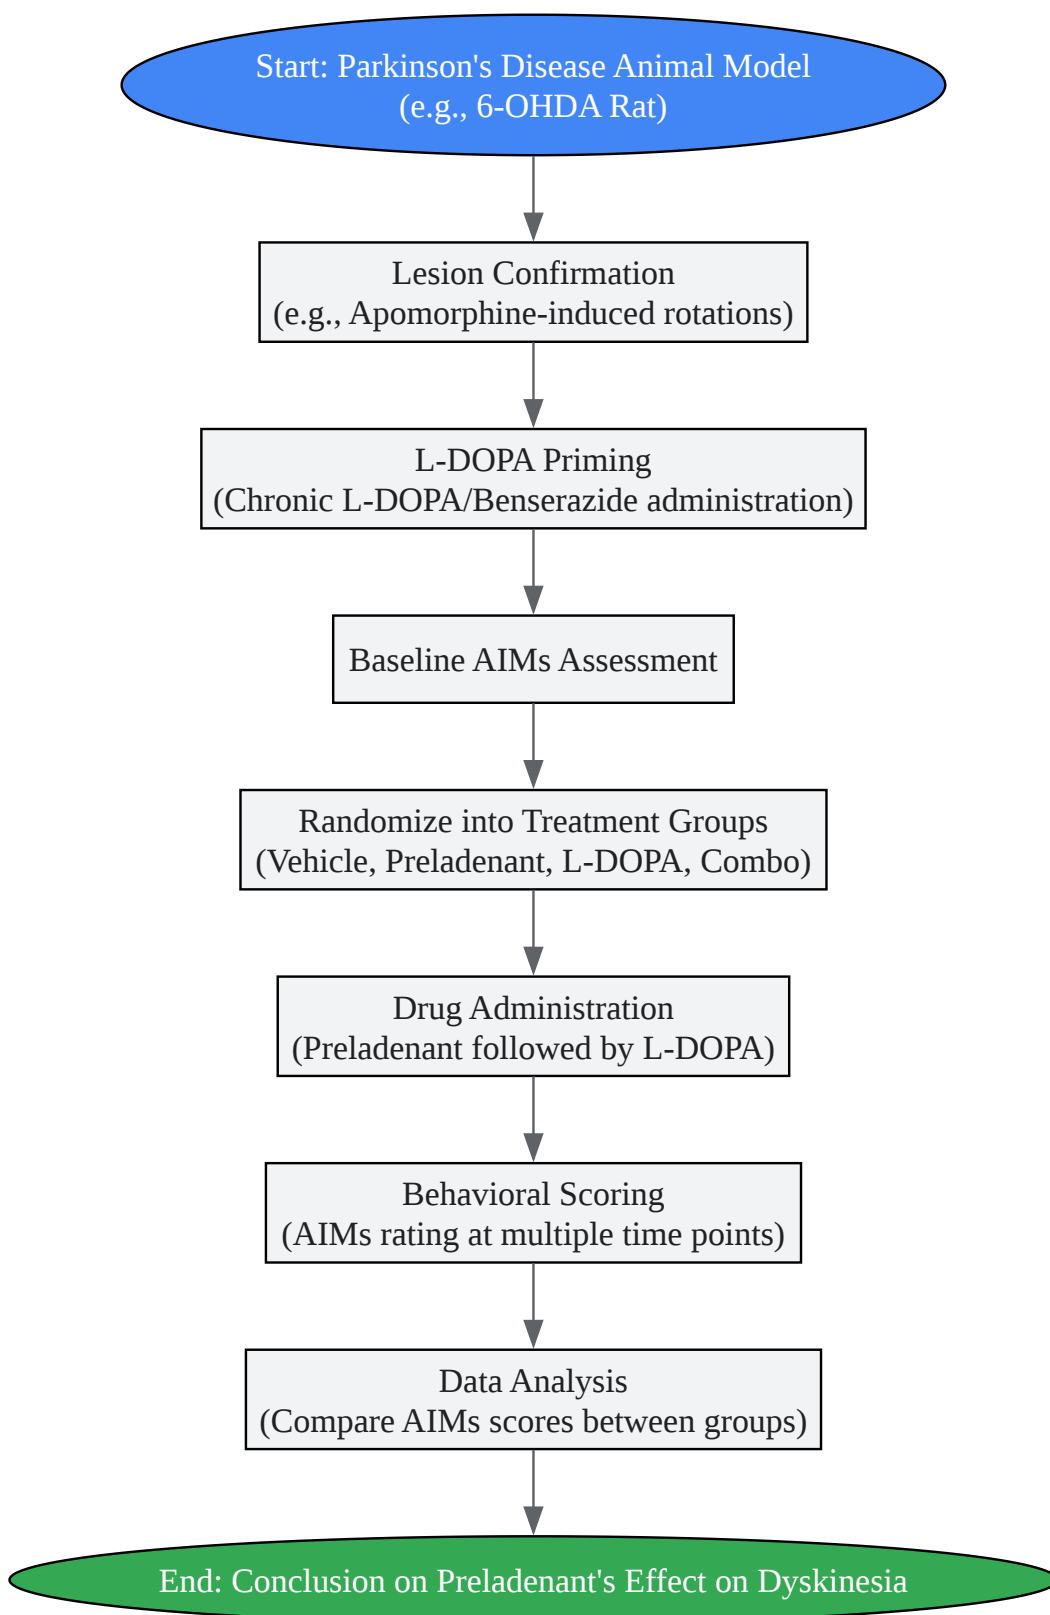 Start: Parkinson's Disease Animal Model
(e.g., 6-OHDA Rat)
Lesion Confirmation
(e.g., Apomorphine-induced rotations)
L-DOPA Priming
(Chronic L-DOPA/Benserazide administration)
Baseline AIMs Assessment
Randomize into Treatment Groups
(Vehicle, Preladenant, L-DOPA, Combo)
Drug Administration
(Preladenant followed by L-DOPA)
Behavioral Scoring
(AIMs rating at multiple time points)
Data Analysis
(Compare AIMs scores between groups)
End: Conclusion on Preladenant's Effect on Dyskinesia